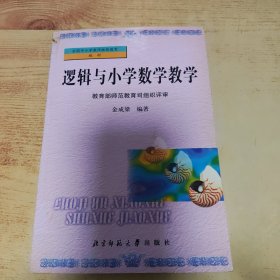 逻辑与小学数学教学
教育部师范教育司组织评审
金成梁 编著
LUOJI YU XIAOXUE
SHUXUE JIAOXUE
北京师范大学出版社